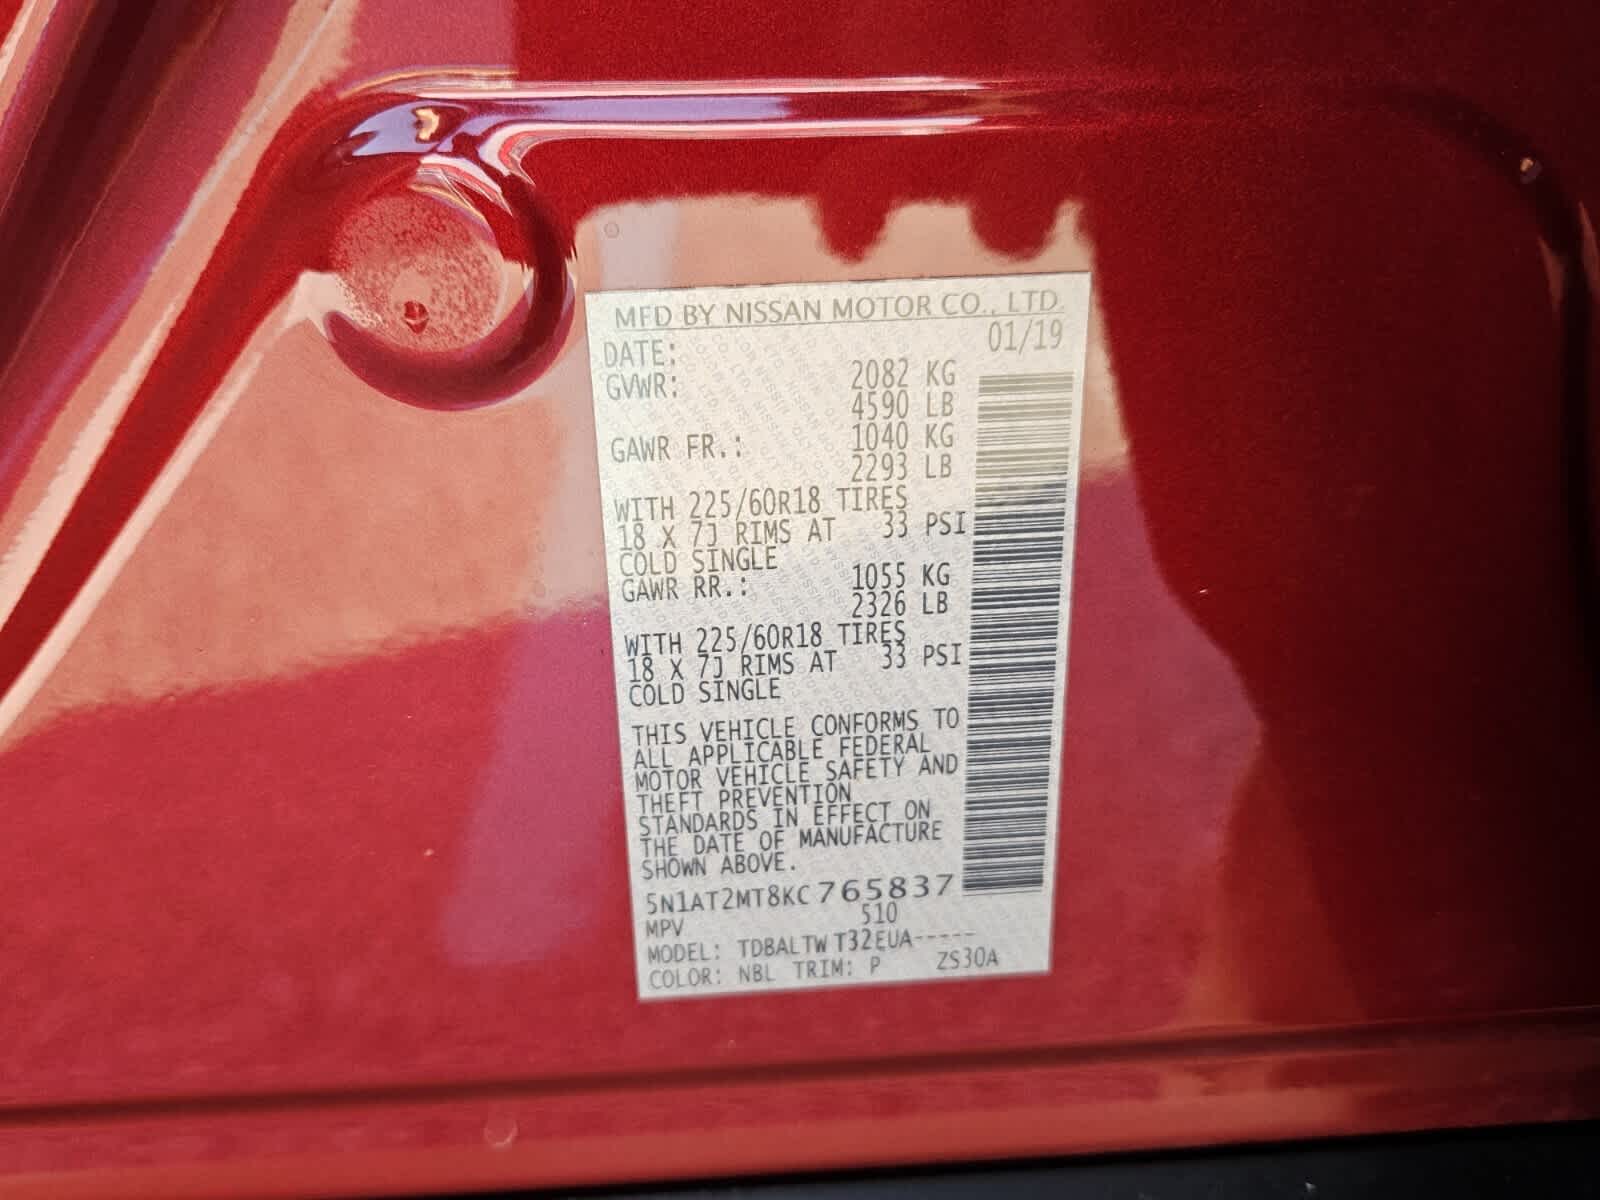 MFD BY NISSAN MOTOR CO., LTD.
DATE: 01/19
GVWR: 2082 KG
4590 LB
GAWR FR.: 1040 KG
2293 LB
WITH 225/60R18 TIRES
18 X 7J RIMS AT 33 PSI
COLD SINGLE
GAWR RR.: 1055 KG
2326 LB
WITH 225/60R18 TIRES
18 X 7J RIMS AT 33 PSI
COLD SINGLE
THIS VEHICLE CONFORMS TO
ALL APPLICABLE FEDERAL
MOTOR VEHICLE SAFETY AND
THEFT PREVENTION
STANDARDS IN EFFECT ON
THE DATE OF MANUFACTURE
SHOWN ABOVE.
5N1AT2MT8KC765837
MPV 510
MODEL: TDBALTW T32EUA-----
COLOR: NBL TRIM: P ZS30A